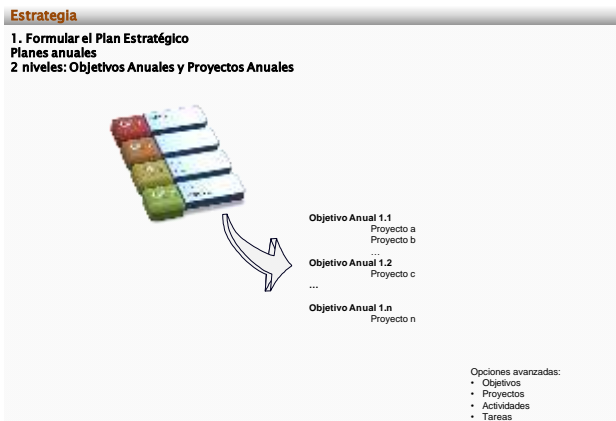 Estrategia
1. Formular el Plan Estratégico
Planes anuales
2 niveles: Objetivos Anuales y Proyectos Anuales
Objetivo Anual 1.1
Proyecto a
Proyecto b
...
Objetivo Anual 1.2
Proyecto c
...
Objetivo Anual 1.n
Proyecto n
Opciones avanzadas:
• Objetivos
• Proyectos
• Actividades
• Tareas